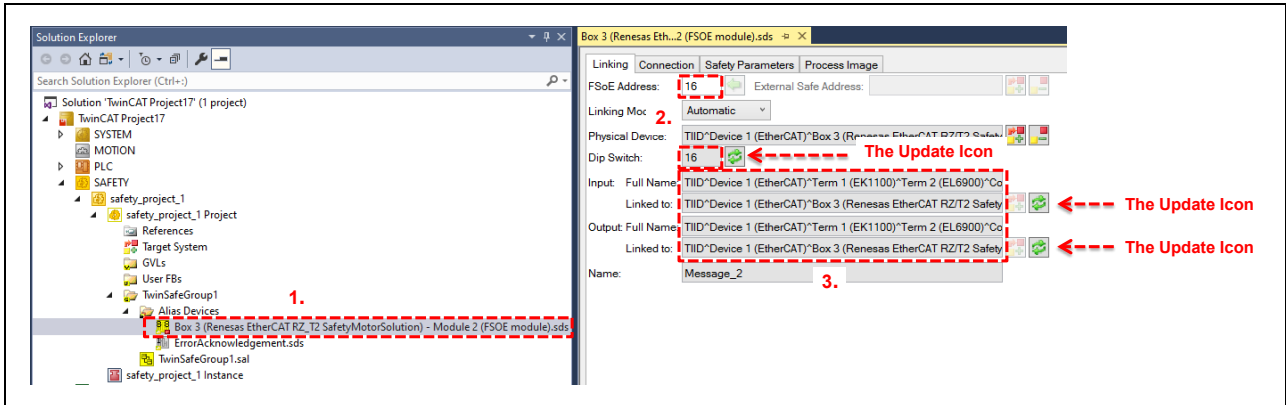 Solution Explorer
Search Solution Explorer (Ctrl+:)
Solution 'TwinCAT Project17' (1 project)
TwinCAT Project17
SYSTEM
MOTION
PLC
SAFETY
safety_project_1
safety_project_1 Project
References
Target System
GVLs
User FBs
TwinSafeGroup1
1.
Alias Devices
Box 3 (Renesas EtherCAT RZ_T2 SafetyMotorSolution) - Module 2 (FSOE module).sds
ErrorAcknowledgement.sds
TwinSafeGroup1.sal
safety_project_1 Instance
Box 3 (Renesas Eth...2 (FSOE module).sds
Linking Connection Safety Parameters Process Image
FSoE Address: 16 External Safe Address:
2.
Linking Moc Automatic
Physical Device: TIID^Device 1 (EtherCAT)^Box 3 (Renesas EtherCAT RZ/T2 Safety
Dip Switch: 16 The Update Icon
Input: Full Name: TIID^Device 1 (EtherCAT)^Term 1 (EK1100)^Term 2 (EL6900)^Co
Linked to: TIID^Device 1 (EtherCAT)^Box 3 (Renesas EtherCAT RZ/T2 Safety The Update Icon
Output: Full Name: TIID^Device 1 (EtherCAT)^Term 1 (EK1100)^Term 2 (EL6900)^Co
Linked to: TIID^Device 1 (EtherCAT)^Box 3 (Renesas EtherCAT RZ/T2 Safety The Update Icon
Name: Message_2
3.